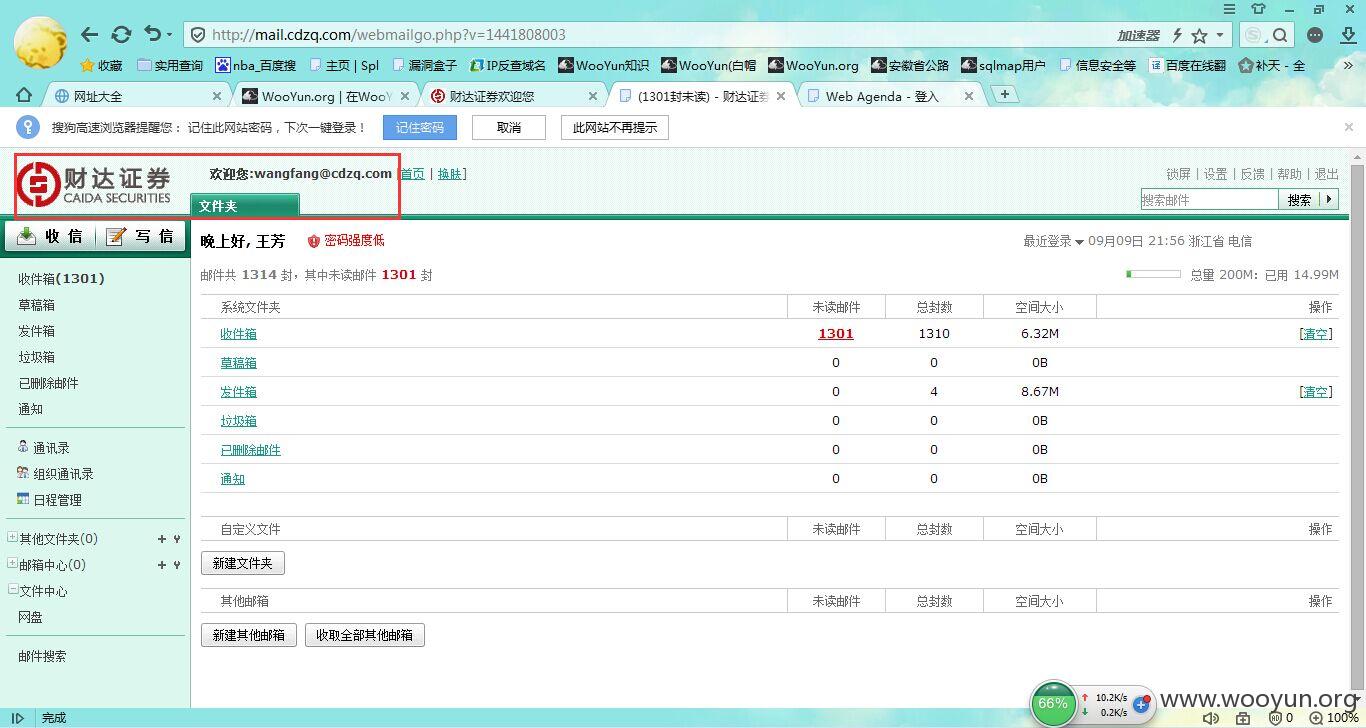 http://mail.cdzq.com/webmailgo.php?v=1441808003 加速器
收藏 实用查询 nba_百度搜 主页 | Spl 漏洞盒子 IP反查域名 WooYun知识 WooYun(白帽 WooYun.org 安徽省公路 sqlmap用户 信息安全等 百度在线翻 补天 - 全 »
网址大全 WooYun.org | 在WooY 财达证券欢迎您 (1301封未读) - 财达证券 Web Agenda - 登入
搜狗高速浏览器提醒您： 记住此网站密码，下次一键登录！ 记住密码 取消 此网站不再提示
财达证券 CAIDA SECURITIES
欢迎您:wangfang@cdzq.com 首页 | 换肤]
锁屏 | 设置 | 反馈 | 帮助 | 退出
文件夹
搜索邮件 搜索
收 信 写 信
晚上好, 王芳 密码强度低
最近登录 09月09日 21:56 浙江省 电信
邮件共 1314 封，其中未读邮件 1301 封
总量 200M：已用 14.99M
收件箱(1301)
草稿箱
发件箱
垃圾箱
已删除邮件
通知
通讯录
组织通讯录
日程管理
其他文件夹(0)
邮箱中心(0)
文件中心
网盘
邮件搜索
系统文件夹 未读邮件 总封数 空间大小 操作
收件箱 1301 1310 6.32M [清空]
草稿箱 0 0 0B
发件箱 0 4 8.67M [清空]
垃圾箱 0 0 0B
已删除邮件 0 0 0B
通知 0 0 0B
自定义文件 未读邮件 总封数 空间大小 操作
新建文件夹
其他邮箱 未读邮件 总封数 空间大小 操作
新建其他邮箱 收取全部其他邮箱
66% 10.2K/s
0.2K/s
www.wooyun.org
完成 0 100%